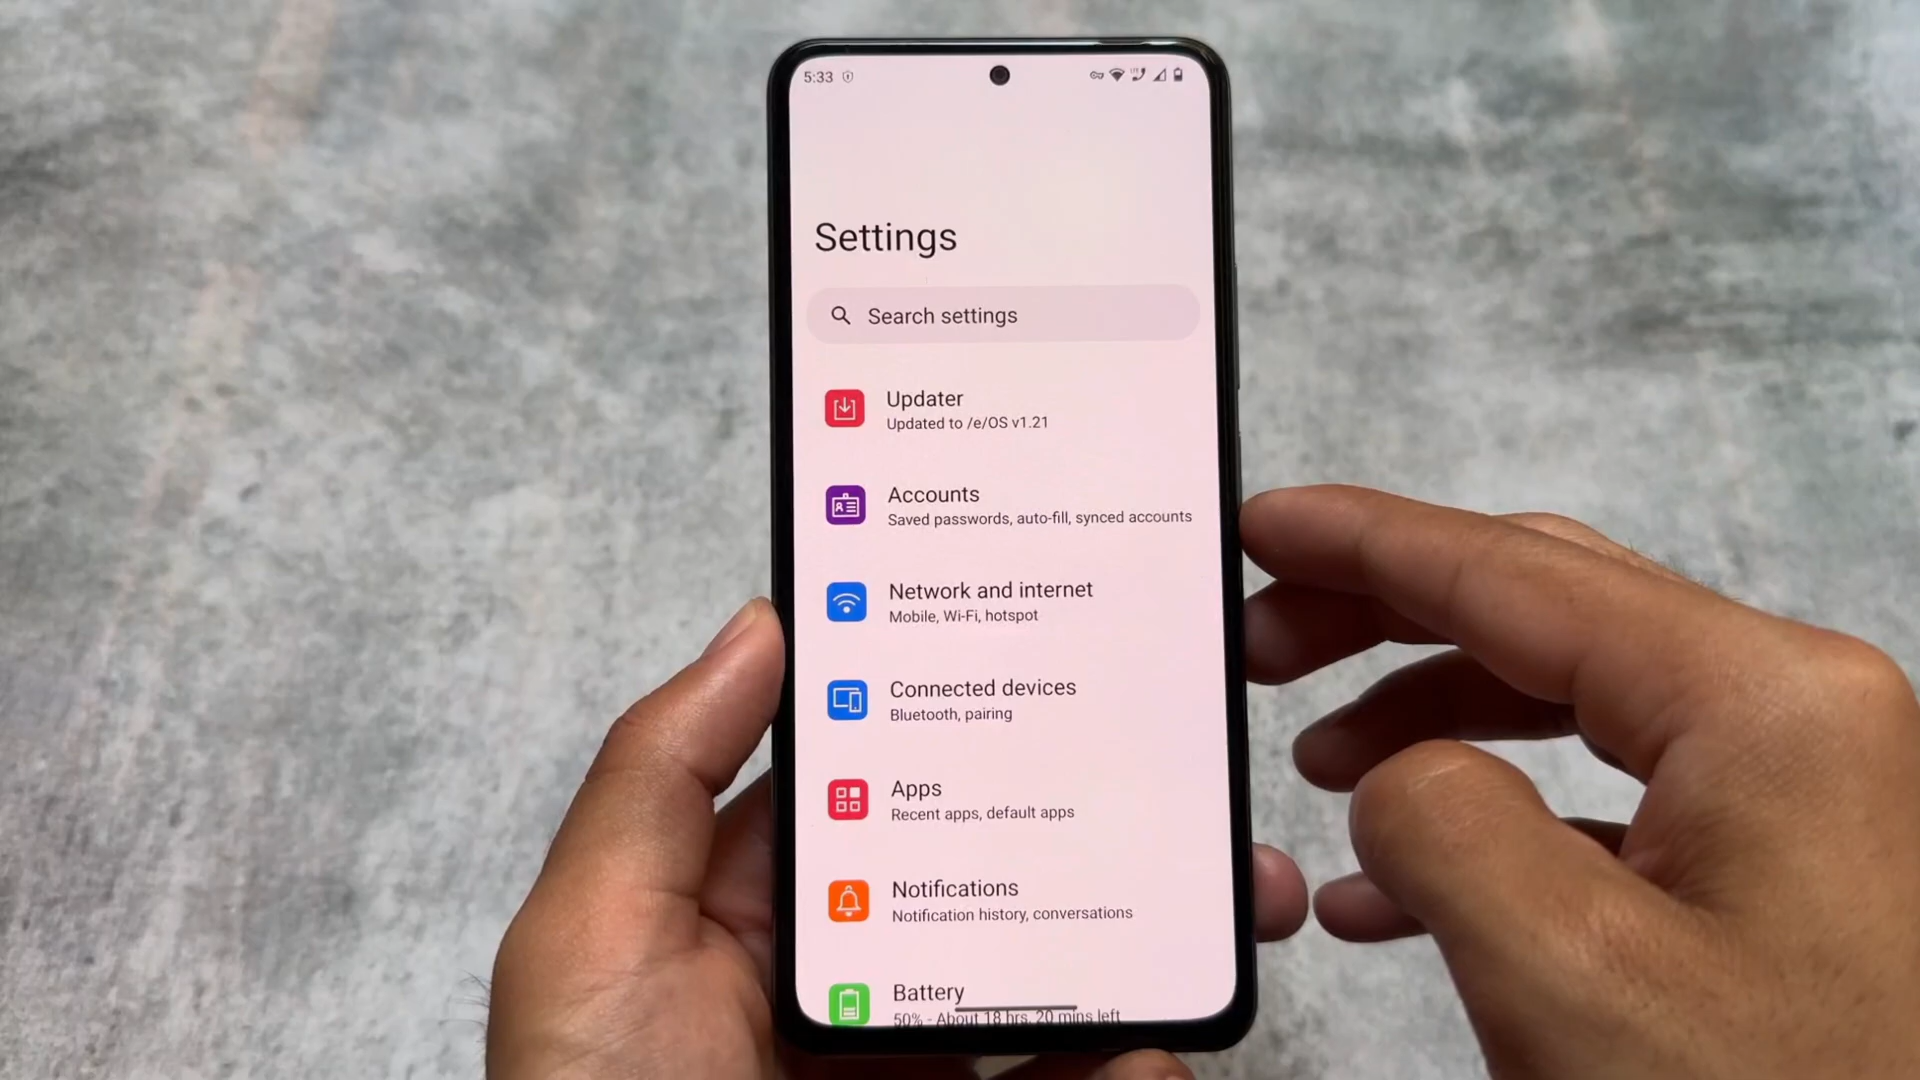 5:33
LTE
Settings
Search settings
Updater
Updated to /e/OS v1.21
Accounts
Saved passwords, auto-fill, synced accounts
Network and internet
Mobile, Wi-Fi, hotspot
Connected devices
Bluetooth, pairing
Apps
Recent apps, default apps
Notifications
Notification history, conversations
Battery
50% - About 18 hrs, 20 mins left